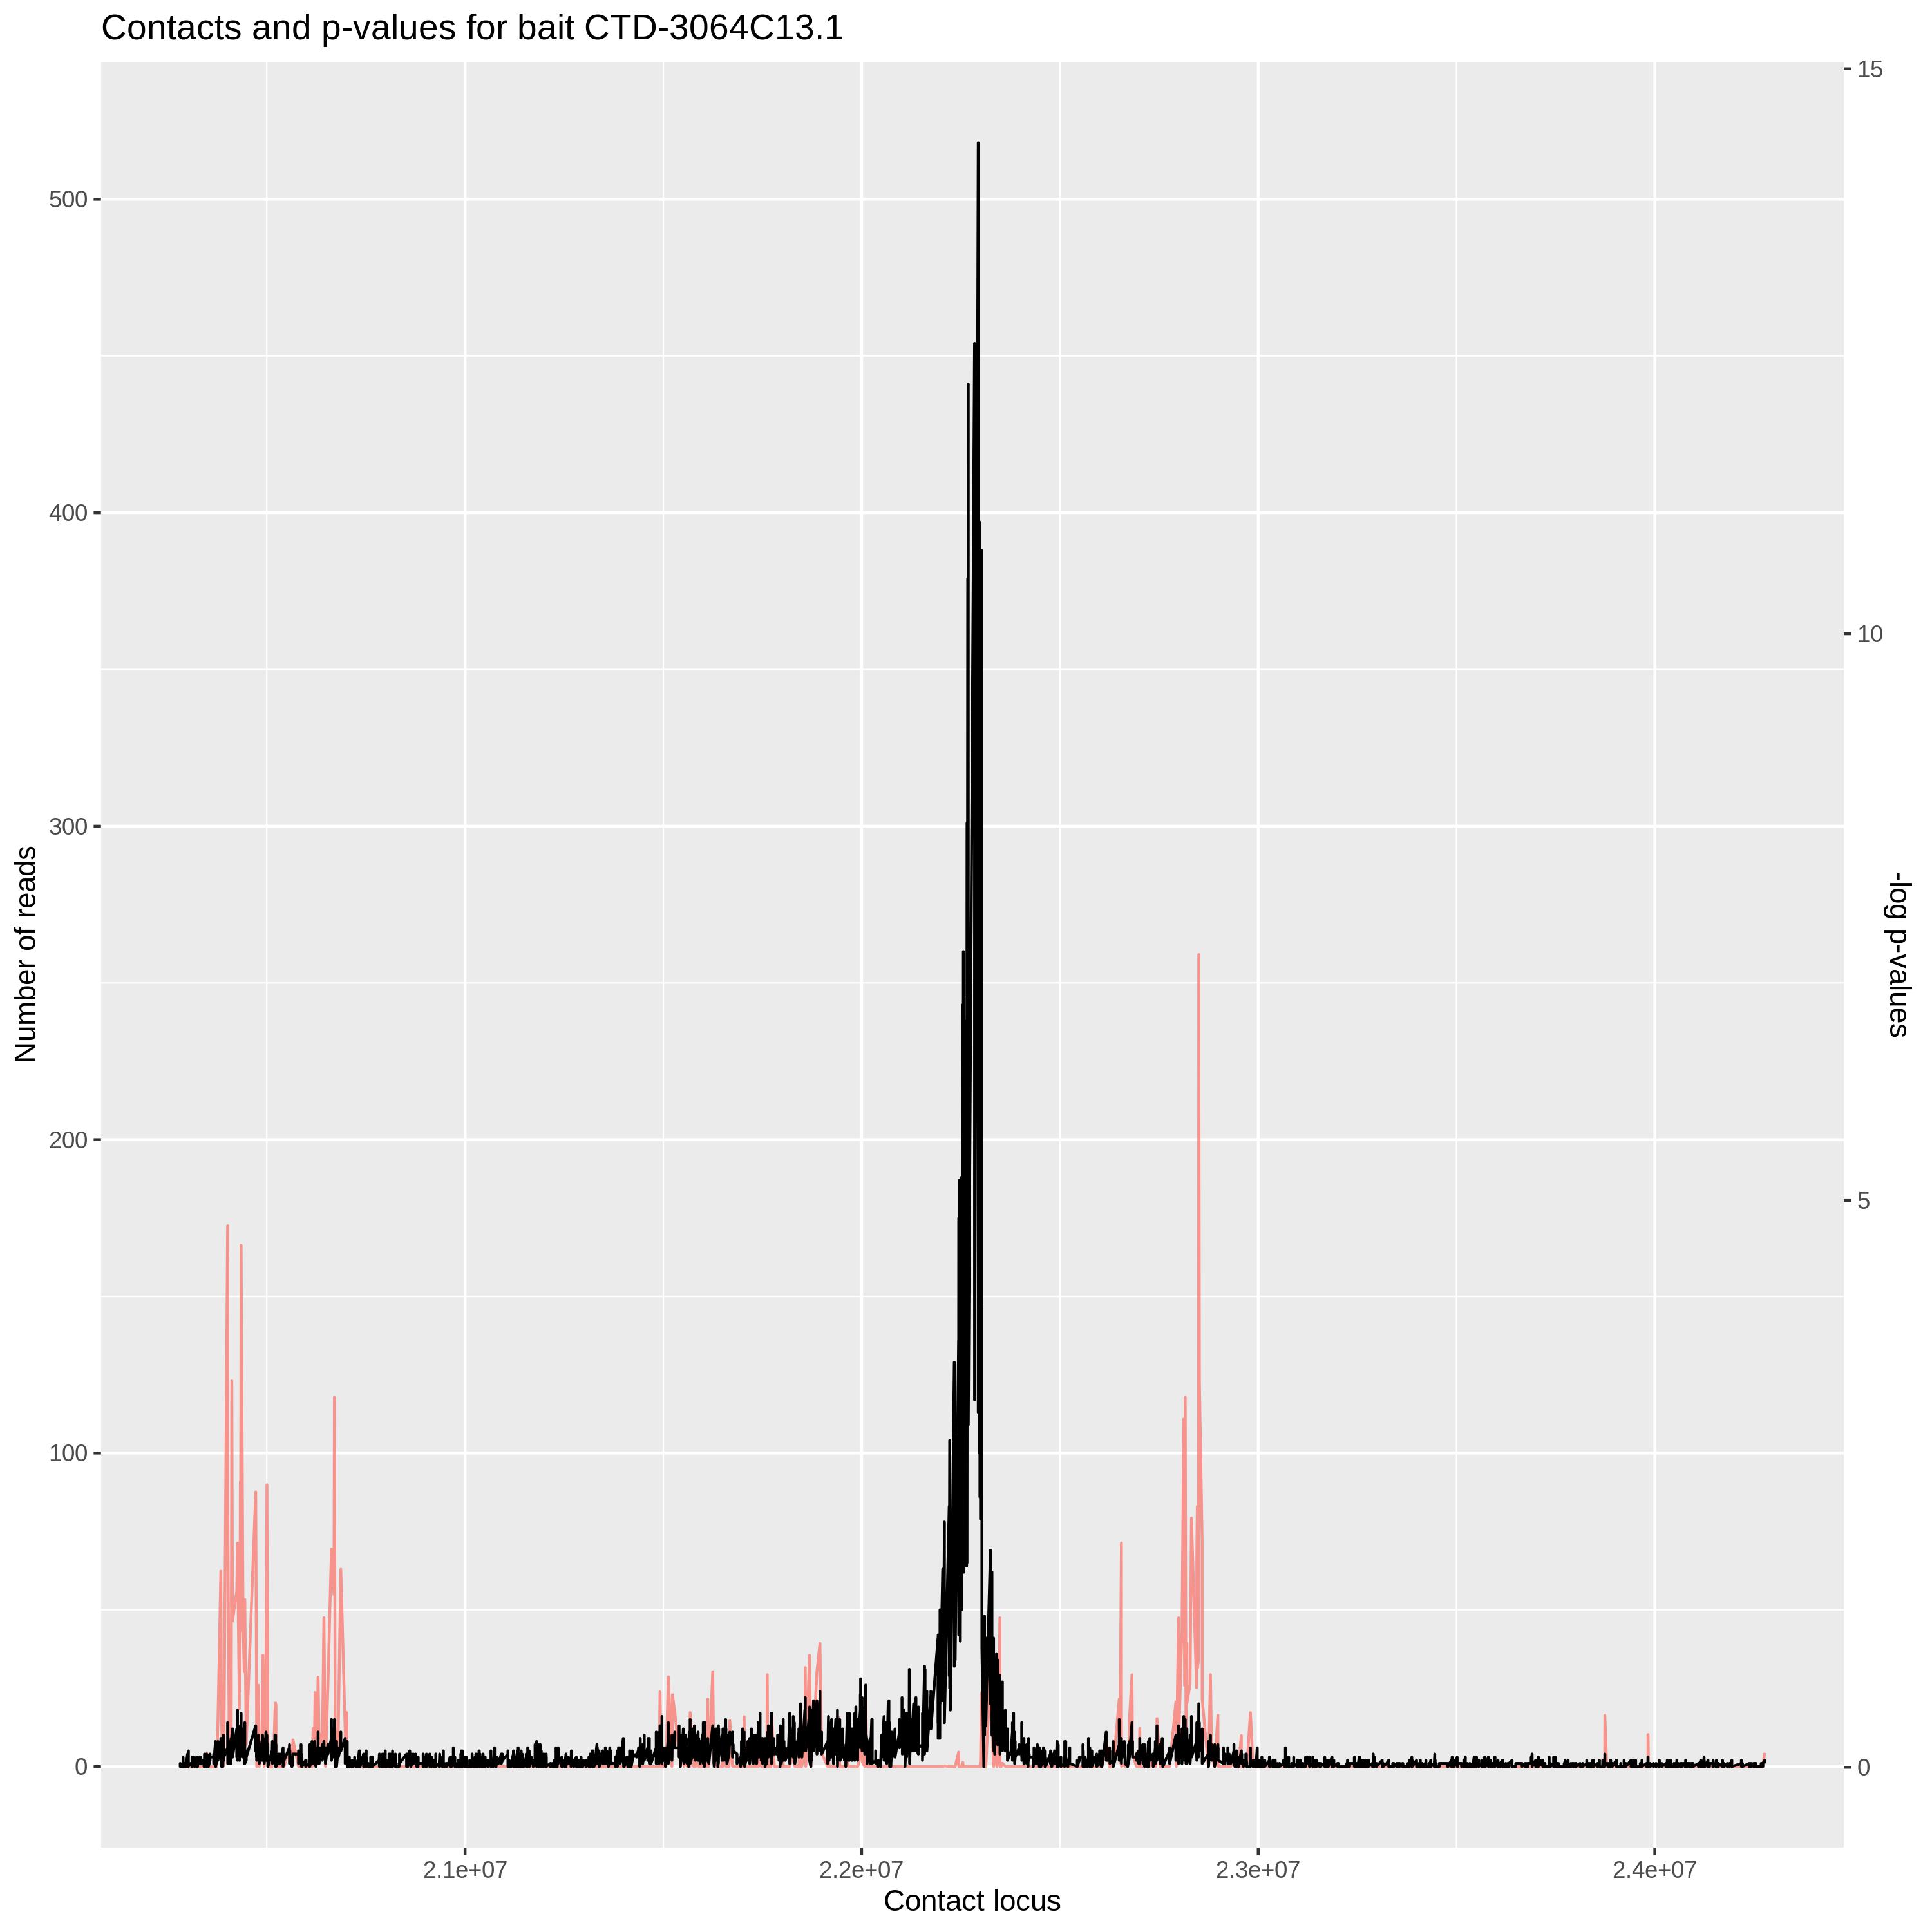 Contacts and p-values for bait CTD-3064C13.1
500
400
300
200
100
0
Number of reads
15
10
5
0
-log p-values
2.1e+07
2.2e+07
2.3e+07
2.4e+07
Contact locus